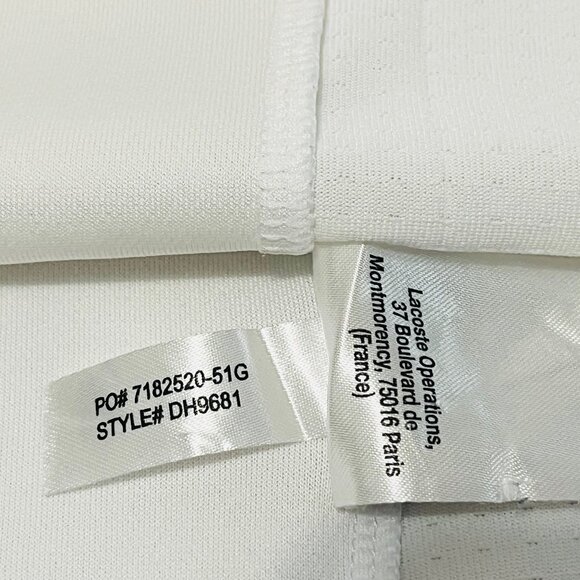 PO# 7182520-51G
STYLE# DH9681
Lacoste Operations,
37 Boulevard de
Montmorency, 75016 Paris
(France)